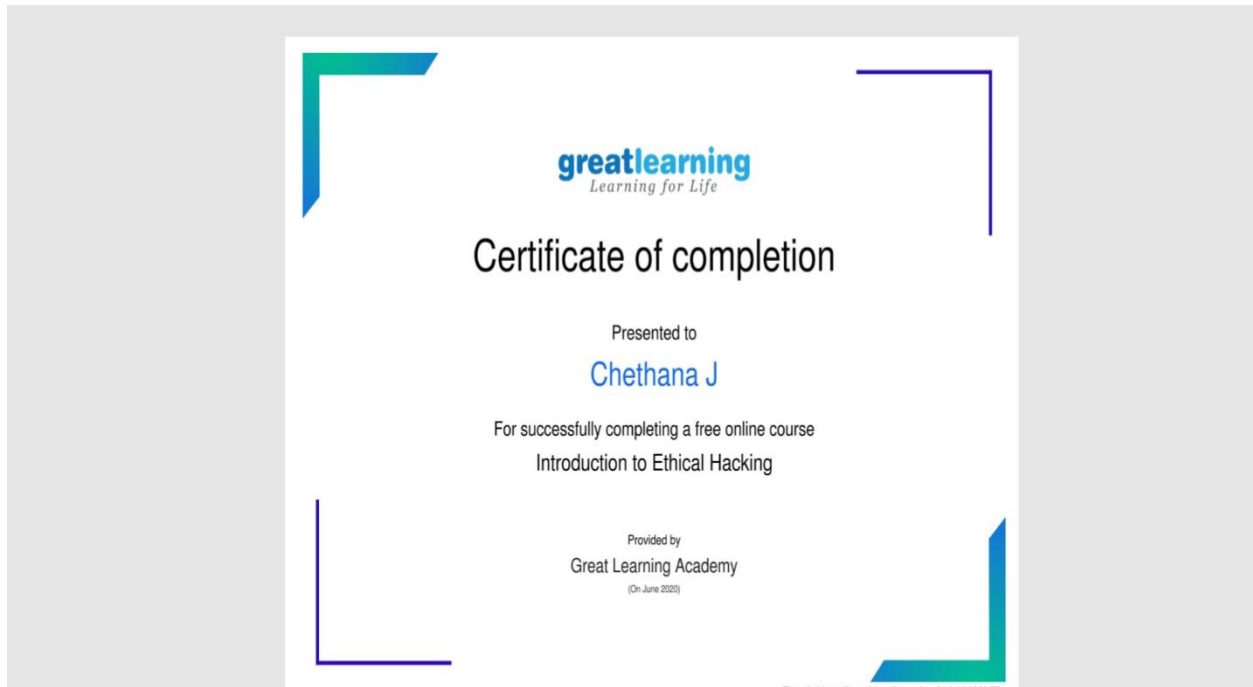 greatlearning
Learning for Life
Certificate of completion
Presented to
Chethana J
For successfully completing a free online course
Introduction to Ethical Hacking
Provided by
Great Learning Academy
(On June 2020)